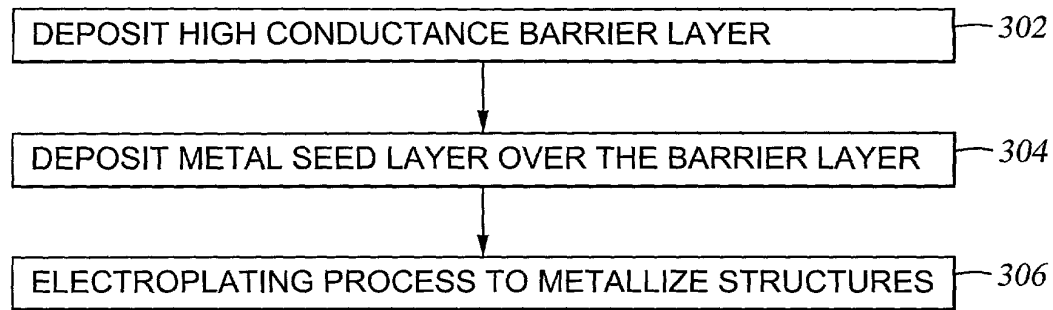 DEPOSIT HIGH CONDUCTANCE BARRIER LAYER 302
DEPOSIT METAL SEED LAYER OVER THE BARRIER LAYER 304
ELECTROPLATING PROCESS TO METALLIZE STRUCTURES 306